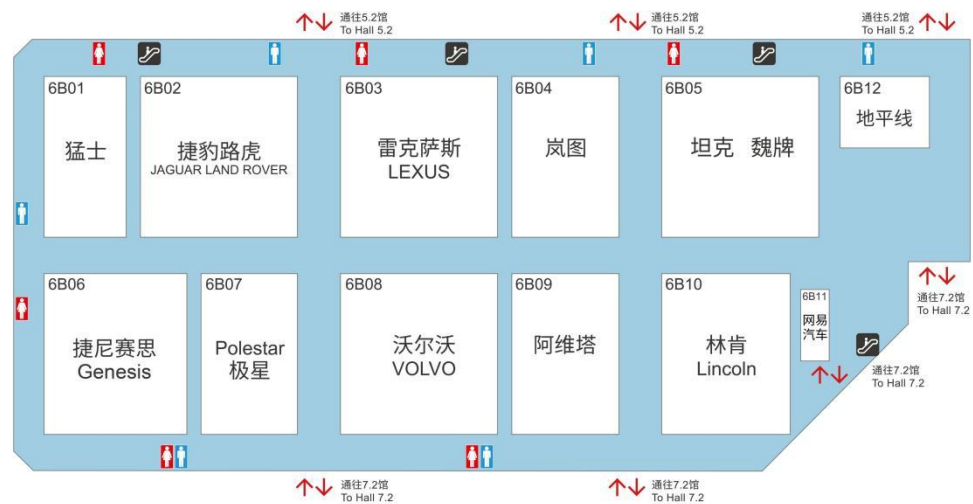 通往5.2馆
To Hall 5.2
通往5.2馆
To Hall 5.2
通往5.2馆
To Hall 5.2
6B01
猛士
6B02
捷豹路虎
JAGUAR LAND ROVER
6B03
雷克萨斯
LEXUS
6B04
岚图
6B05
坦克 魏牌
6B12
地平线
6B06
捷尼赛思
Genesis
6B07
Polestar
极星
6B08
沃尔沃
VOLVO
6B09
阿维塔
6B10
林肯
Lincoln
6B11
网易
汽车
通往7.2馆
To Hall 7.2
通往7.2馆
To Hall 7.2
通往7.2馆
To Hall 7.2
通往7.2馆
To Hall 7.2